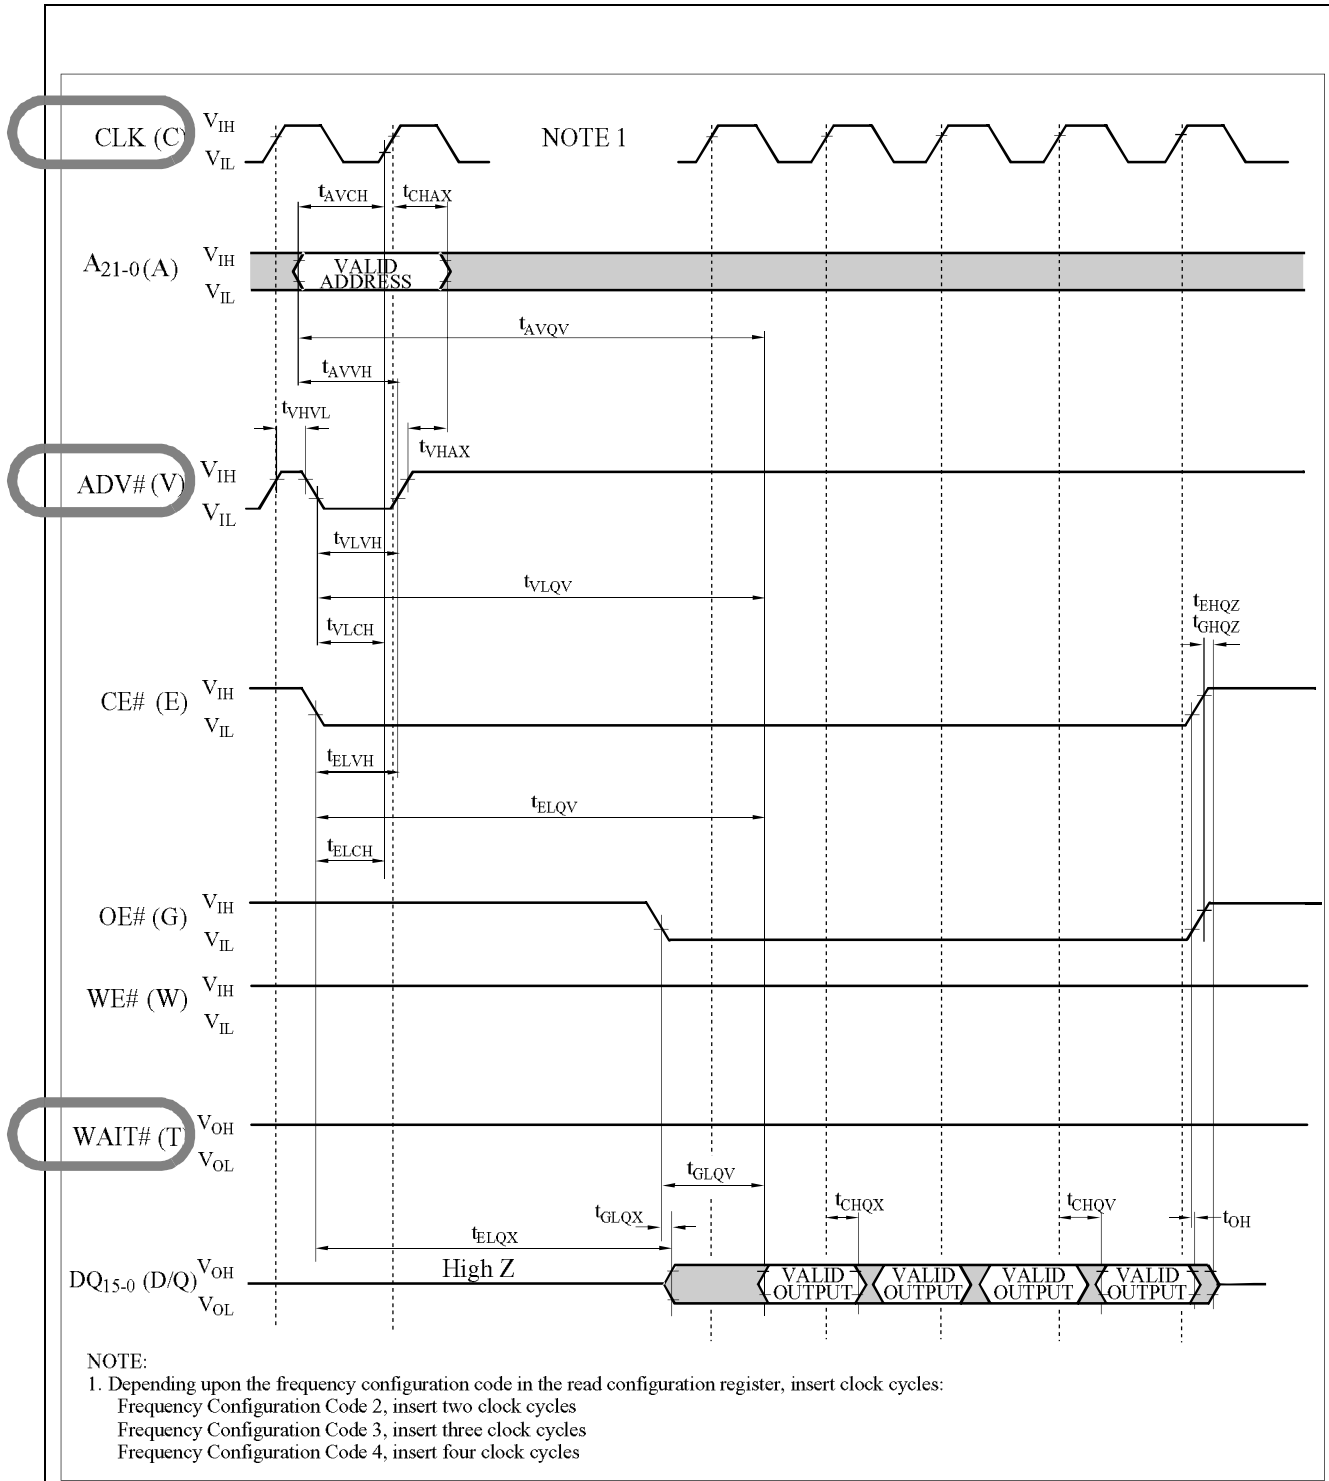 CLK (C)
VIH
VIL
NOTE 1
tAVCH
tCHAX
A21-0(A)
VIH
VIL
VALID
ADDRESS
tAVQV
tAVVH
tVHVL
tVHAX
ADV# (V)
VIH
VIL
tVLVH
tVLQV
tVLCH
tEHQZ
tGHQZ
CE# (E)
VIH
VIL
tELVH
tELQV
tELCH
OE# (G)
VIH
VIL
WE# (W)
VIH
VIL
WAIT# (T)
VOH
VOL
tGLQV
tGLQX
tCHQX
tCHQV
tOH
tELQX
DQ15-0 (D/Q)
VOH
VOL
High Z
VALID
OUTPUT
VALID
OUTPUT
VALID
OUTPUT
VALID
OUTPUT
NOTE:
1. Depending upon the frequency configuration code in the read configuration register, insert clock cycles:
Frequency Configuration Code 2, insert two clock cycles
Frequency Configuration Code 3, insert three clock cycles
Frequency Configuration Code 4, insert four clock cycles